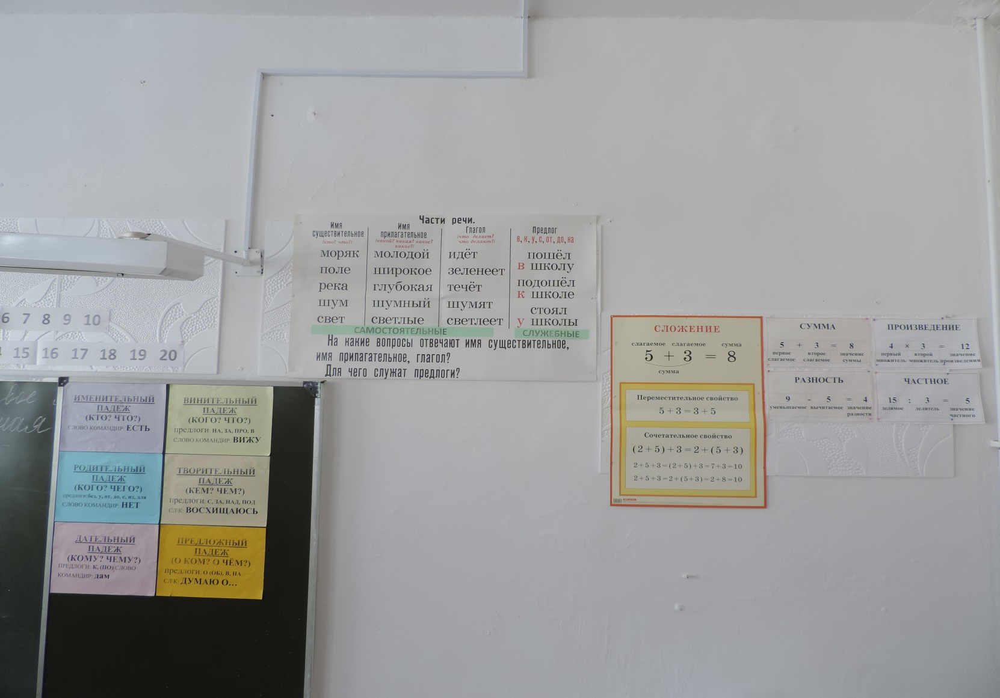 Части речи.
Имя существительное
(кто? что?)
моряк
поле
река
шум
свет
Имя прилагательное
(какой? какая? какое? какие?)
молодой
широкое
глубокая
шумный
светлые
Глагол
(что делает? что делают?)
идёт
зеленеет
течёт
шумят
светлеет
Предлог
в, к, у, с, от, до, на
пошёл
в школу
подошёл
к школе
стоял
у школы
САМОСТОЯТЕЛЬНЫЕ
СЛУЖЕБНЫЕ
На какие вопросы отвечают имя существительное,
имя прилагательное, глагол?
Для чего служат предлоги?
6 7 8 9 10
15 16 17 18 19 20
ИМЕНИТЕЛЬНЫЙ
ПАДЕЖ
(КТО? ЧТО?)
СЛОВО КОМАНДИР: ЕСТЬ
ВИНИТЕЛЬНЫЙ
ПАДЕЖ
(КОГО? ЧТО?)
предлоги: НА, ЗА, ПРО, В
СЛОВО КОМАНДИР: ВИЖУ
РОДИТЕЛЬНЫЙ
ПАДЕЖ
(КОГО? ЧЕГО?)
предлоги: без, у, от, до, с, из, для
СЛОВО КОМАНДИР: НЕТ
ТВОРИТЕЛЬНЫЙ
ПАДЕЖ
(КЕМ? ЧЕМ?)
предлоги: С, ЗА, НАД, ПОД
СЛ К: ВОСХИЩАЮСЬ
ДАТЕЛЬНЫЙ
ПАДЕЖ
(КОМУ? ЧЕМУ?)
ПРЕДЛОГИ: К, (ПО) СЛОВО
КОМАНДИР: дам
ПРЕДЛОЖНЫЙ
ПАДЕЖ
(О КОМ? О ЧЁМ?)
предлоги: О (ОБ), В, НА
СЛ К: ДУМАЮ О...
СЛОЖЕНИЕ
слагаемое слагаемое сумма
5 + 3 = 8
сумма
Переместительное свойство
5 + 3 = 3 + 5
Сочетательное свойство
(2 + 5) + 3 = 2 + (5 + 3)
2 + 5 + 3 = (2 + 5) + 3 = 7 + 3 = 10
2 + 5 + 3 = 2 + (5 + 3) = 2 + 8 = 10
СУММА
5 + 3 = 8
первое слагаемое второе слагаемое значение суммы
ПРОИЗВЕДЕНИЕ
4 × 3 = 12
первый множитель второй множитель значение произведения
РАЗНОСТЬ
9 - 5 = 4
уменьшаемое вычитаемое значение разности
ЧАСТНОЕ
15 : 3 = 5
делимое делитель значение частного